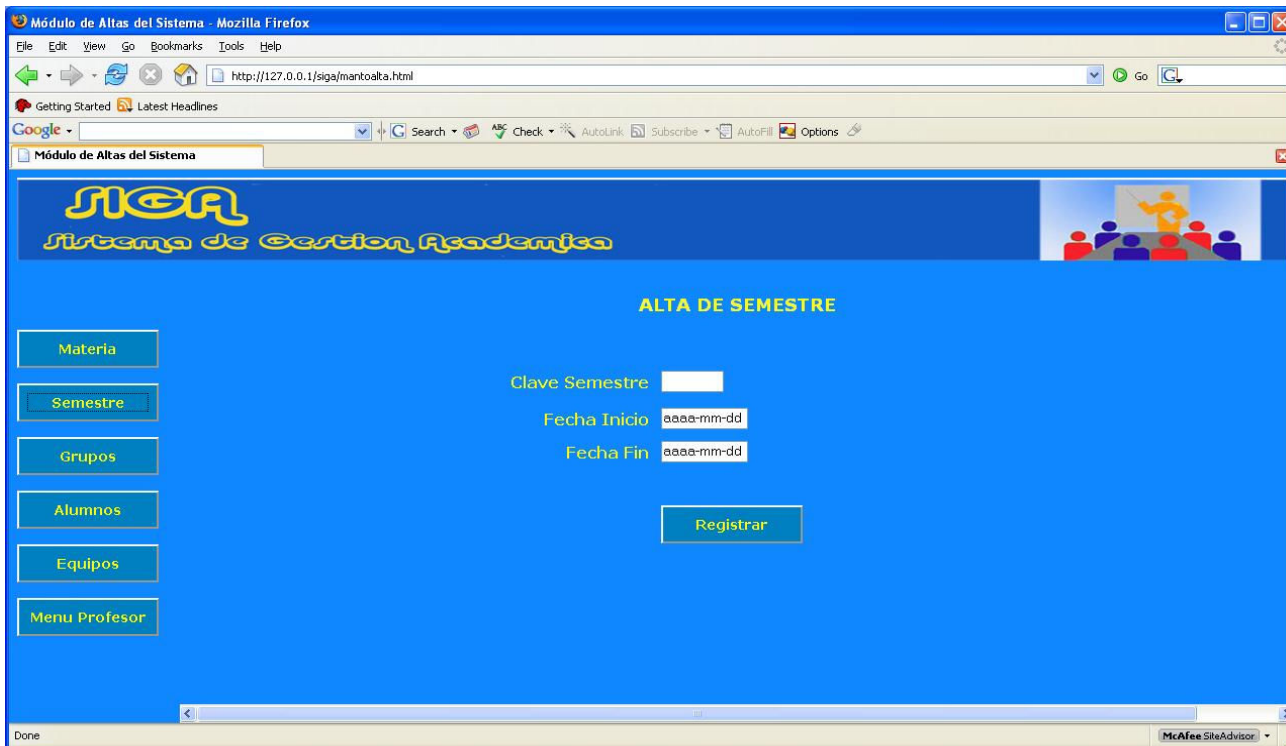 Módulo de Altas del Sistema - Mozilla Firefox
File Edit View Go Bookmarks Tools Help
http://127.0.0.1/siga/mantoalta.html Go G
Getting Started Latest Headlines
Google Search ABC Check AutoLink Subscribe AutoFill Options
Módulo de Altas del Sistema
SIGA
Sistema de Gestion Academica
ALTA DE SEMESTRE
Materia
Clave Semestre
Semestre
Fecha Inicio aaaa-mm-dd
Grupos
Fecha Fin aaaa-mm-dd
Alumnos
Registrar
Equipos
Menu Profesor
Done McAfee SiteAdvisor